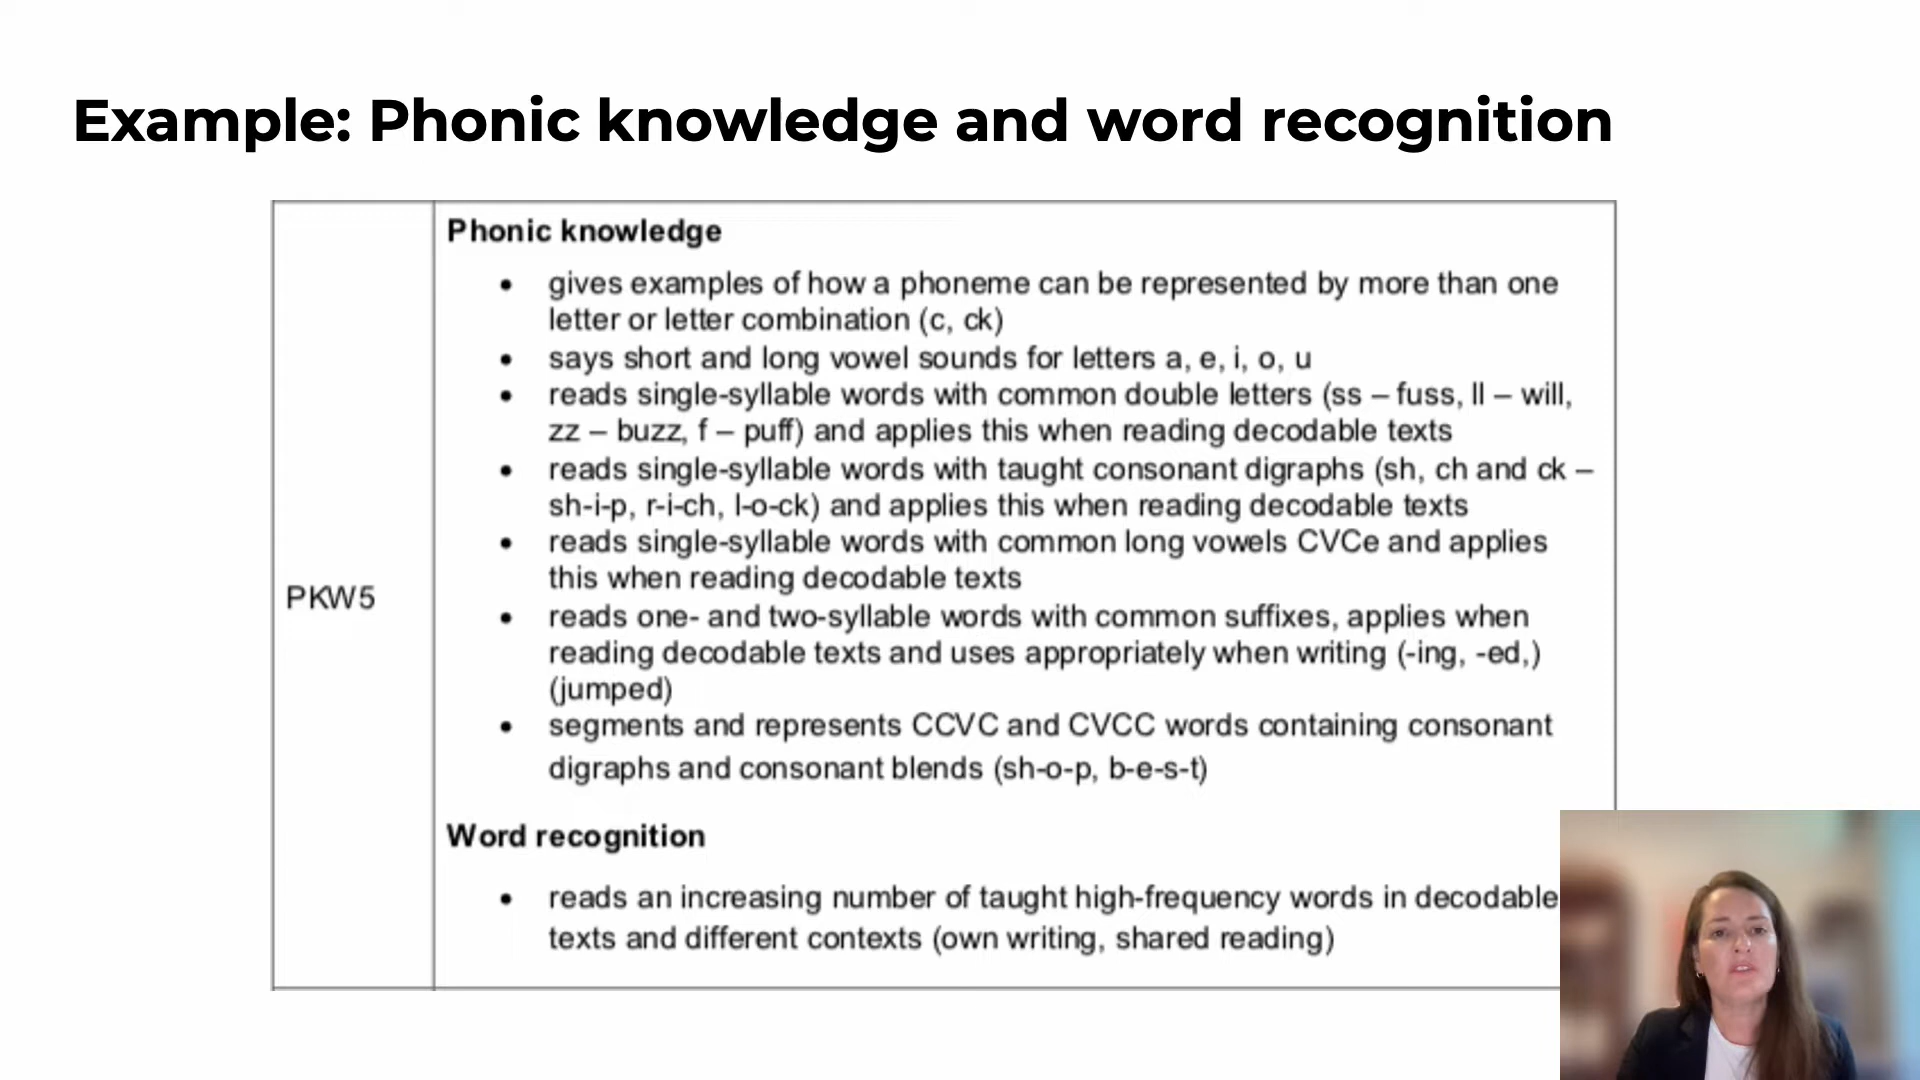 Example: Phonic knowledge and word recognition
PKW5
Phonic knowledge
• gives examples of how a phoneme can be represented by more than one
letter or letter combination (c, ck)
• says short and long vowel sounds for letters a, e, i, o, u
• reads single-syllable words with common double letters (ss – fuss, ll – will,
zz – buzz, f – puff) and applies this when reading decodable texts
• reads single-syllable words with taught consonant digraphs (sh, ch and ck –
sh-i-p, r-i-ch, l-o-ck) and applies this when reading decodable texts
• reads single-syllable words with common long vowels CVCe and applies
this when reading decodable texts
• reads one- and two-syllable words with common suffixes, applies when
reading decodable texts and uses appropriately when writing (-ing, -ed,)
(jumped)
• segments and represents CCVC and CVCC words containing consonant
digraphs and consonant blends (sh-o-p, b-e-s-t)
Word recognition
• reads an increasing number of taught high-frequency words in decodable
texts and different contexts (own writing, shared reading)